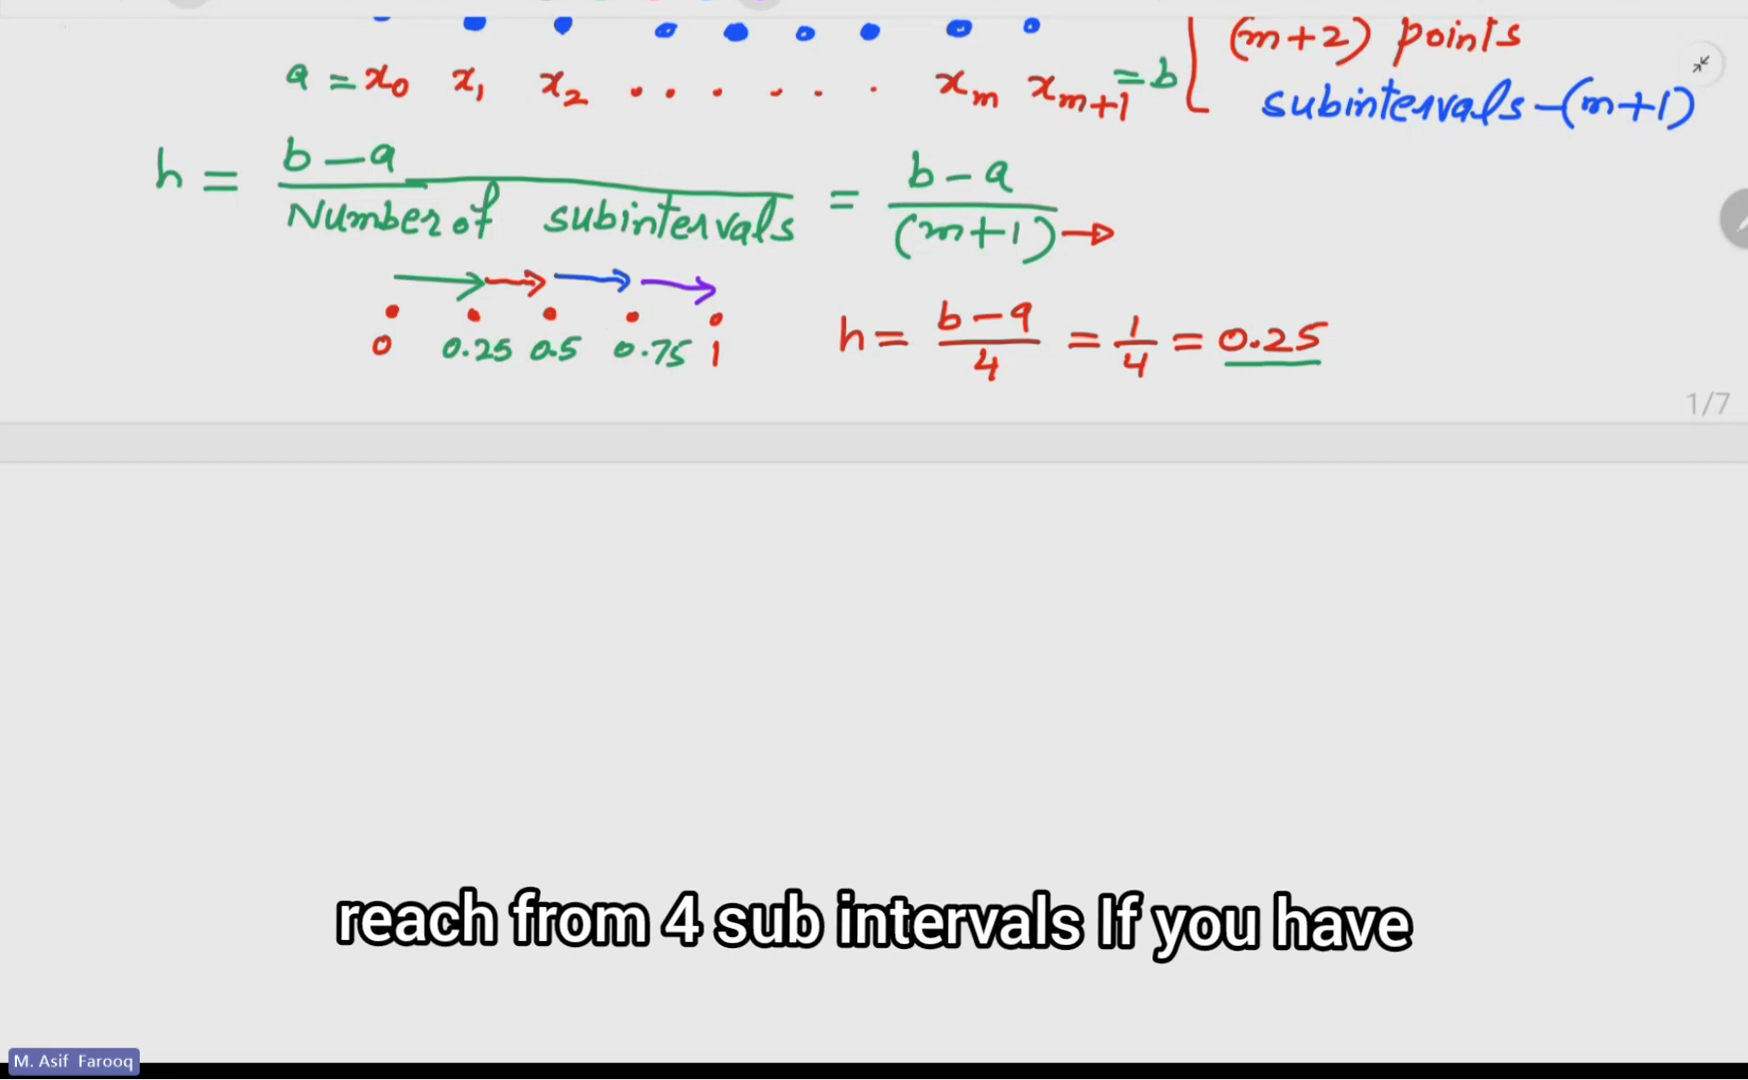 (m+2) points
a = x₀ x₁ x₂ . . . . . . . xₘ xₘ₊₁ = b
subintervals – (m+1)
h = b – a / Number of subintervals = b – a / (m+1) →
0 0.25 0.5 0.75 1
h = b – a / 4 = 1/4 = 0.25
1/7
reach from 4 sub intervals If you have
M. Asif Farooq